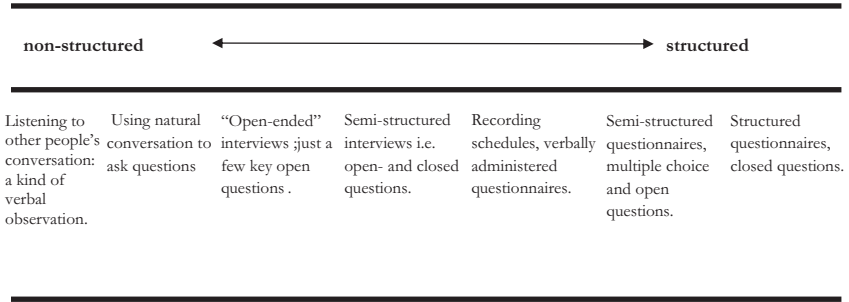 non-structured
structured
Listening to
other people's
conversation:
a kind of
verbal
observation.
Using natural
conversation to
ask questions
“Open-ended”
interviews ;just a
few key open
questions .
Semi-structured
interviews i.e.
open- and closed
questions.
Recording
schedules, verbally
administered
questionnaires.
Semi-structured
questionnaires,
multiple choice
and open
questions.
Structured
questionnaires,
closed questions.